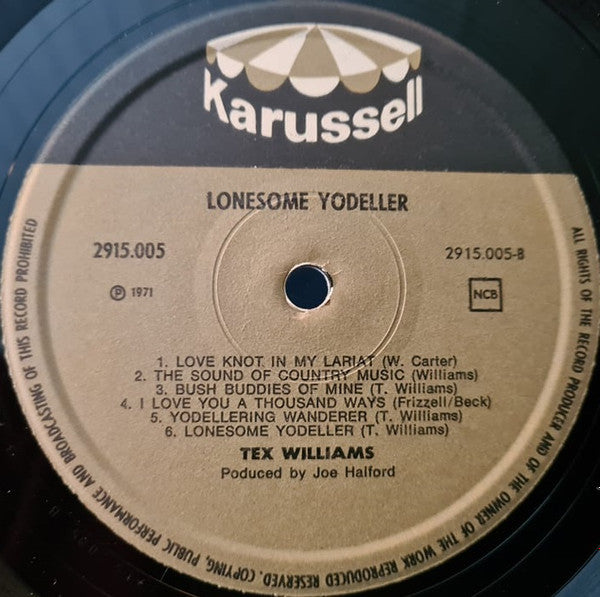 Karussell
LONESOME YODELLER
2915.005
2915.005-B
Ⓟ 1971
NCB
1. LOVE KNOT IN MY LARIAT (W. Carter)
2. THE SOUND OF COUNTRY MUSIC (Williams)
3. BUSH BUDDIES OF MINE (T. Williams)
4. I LOVE YOU A THOUSAND WAYS (Frizzell/Beck)
5. YODELLERING WANDERER (T. Williams)
6. LONESOME YODELLER (T. Williams)
TEX WILLIAMS
Produced by Joe Halford
ALL RIGHTS OF THE RECORD PRODUCER AND OF THE OWNER OF THE WORK REPRODUCED RESERVED. COPYING, PUBLIC PERFORMANCE AND BROADCASTING OF THIS RECORD PROHIBITED